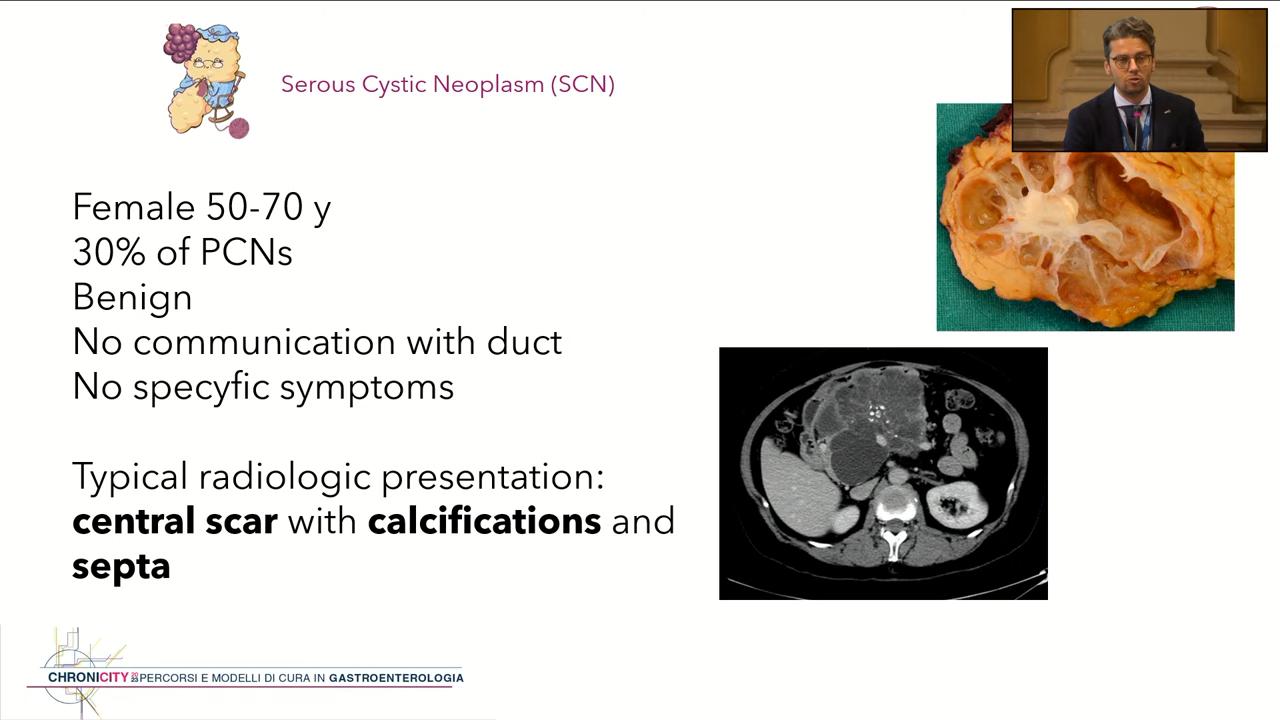 Serous Cystic Neoplasm (SCN)
Female 50-70 y
30% of PCNs
Benign
No communication with duct
No specyfic symptoms
Typical radiologic presentation:
central scar with calcifications and
septa
CHRONICITY PERCORSI E MODELLI DI CURA IN GASTROENTEROLOGIA